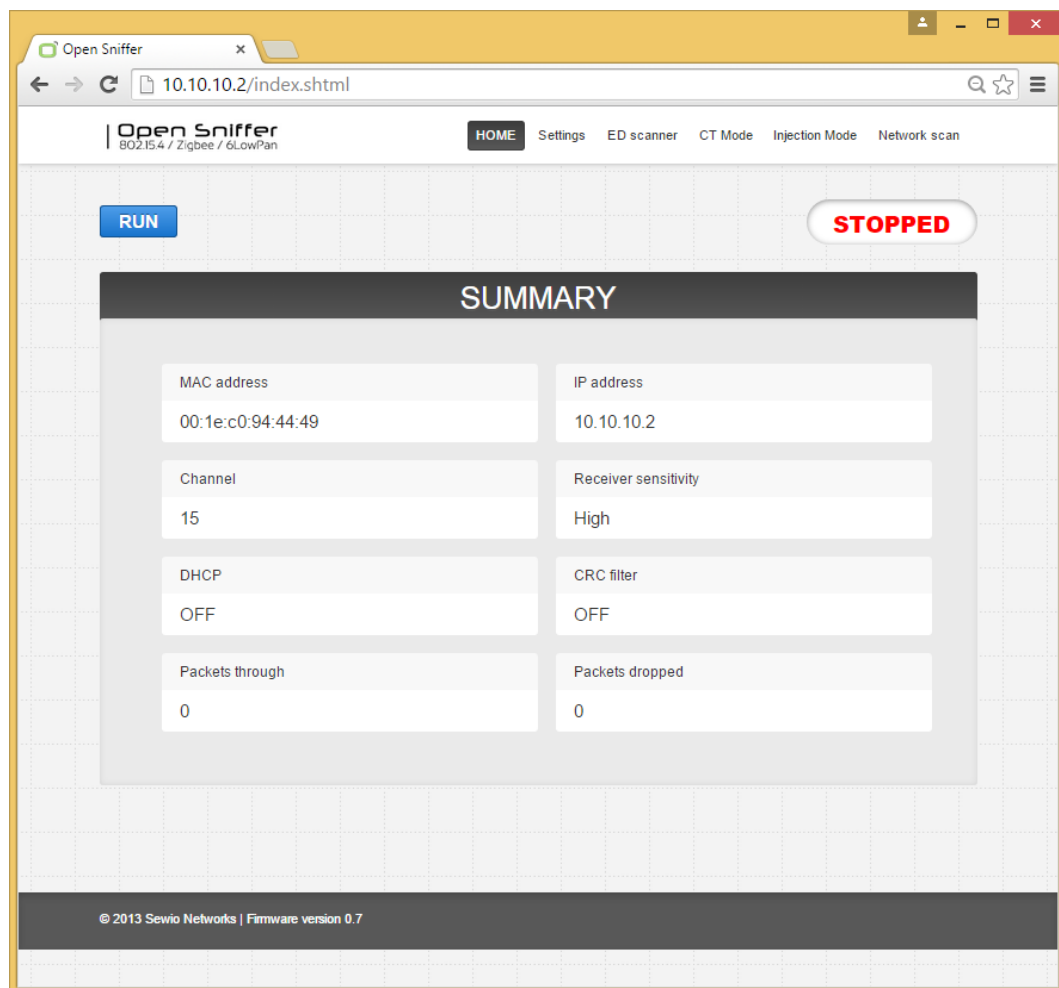 Open Sniffer
10.10.10.2/index.shtml
Open Sniffer
802.15.4 / Zigbee / 6LowPan
HOME Settings ED scanner CT Mode Injection Mode Network scan
RUN
STOPPED
SUMMARY
MAC address
00:1e:c0:94:44:49
IP address
10.10.10.2
Channel
15
Receiver sensitivity
High
DHCP
OFF
CRC filter
OFF
Packets through
0
Packets dropped
0
© 2013 Sewio Networks | Firmware version 0.7